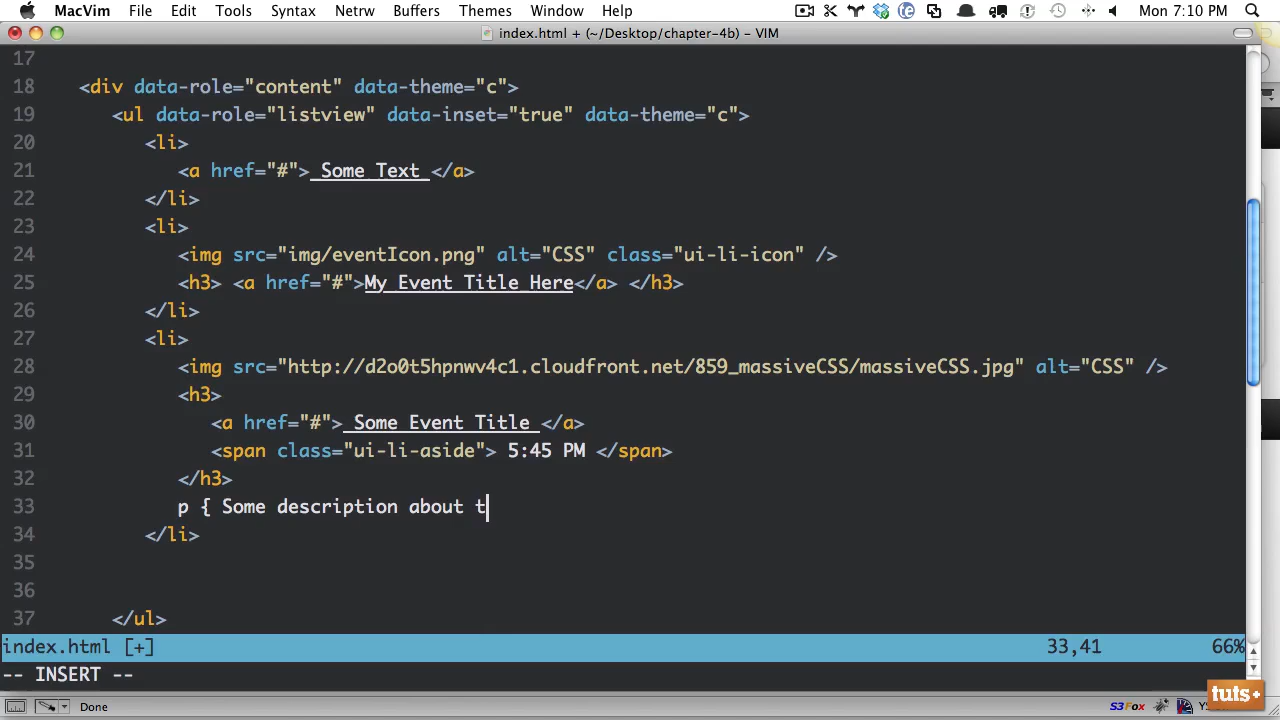 MacVim File Edit Tools Syntax Netrw Buffers Themes Window Help Mon 7:10 PM
index.html + (~/Desktop/chapter-4b) – VIM
17
18 <div data-role="content" data-theme="c">
19 <ul data-role="listview" data-inset="true" data-theme="c">
20 <li>
21 <a href="#"> Some Text </a>
22 </li>
23 <li>
24 <img src="img/eventIcon.png" alt="CSS" class="ui-li-icon" />
25 <h3> <a href="#">My Event Title Here</a> </h3>
26 </li>
27 <li>
28 <img src="http://d2o0t5hpnwv4c1.cloudfront.net/859_massiveCSS/massiveCSS.jpg" alt="CSS" />
29 <h3>
30 <a href="#"> Some Event Title </a>
31 <span class="ui-li-aside"> 5:45 PM </span>
32 </h3>
33 p { Some description about t
34 </li>
35
36
37 </ul>
index.html [+] 33,41 66%
-- INSERT --
Done S3Fox
tuts+